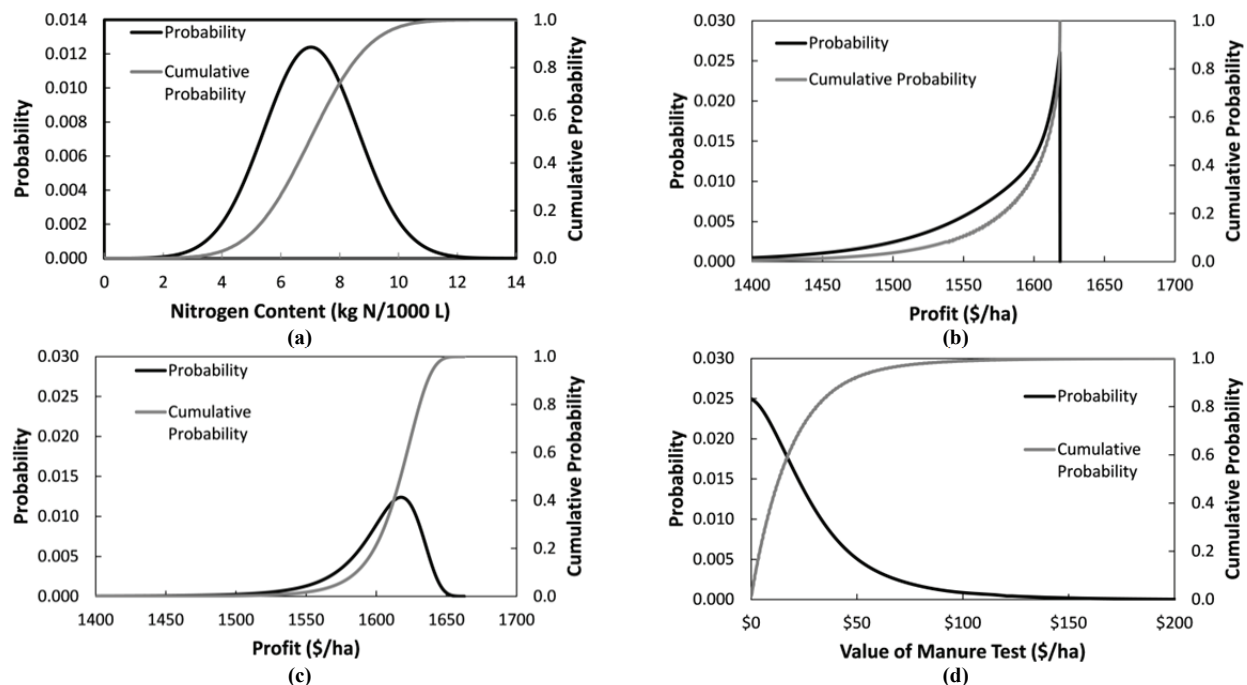 0.014
0.012
0.010
0.008
0.006
0.004
0.002
0.000
Probability
Probability
Cumulative
Probability
1.0
0.8
0.6
0.4
0.2
0.0
Cumulative Probability
0 2 4 6 8 10 12 14
Nitrogen Content (kg N/1000 L)
(a)
0.030
0.025
0.020
0.015
0.010
0.005
0.000
Probability
Probability
Cumulative Probability
1.0
0.8
0.6
0.4
0.2
0.0
Cumulative Probability
1400 1450 1500 1550 1600 1650 1700
Profit ($/ha)
(b)
0.030
0.025
0.020
0.015
0.010
0.005
0.000
Probability
Probability
Cumulative
Probability
1.0
0.8
0.6
0.4
0.2
0.0
Cumulative Probability
1400 1500 1550 1600 1700
Profit ($/ha)
(c)
0.030
0.025
0.020
0.015
0.010
0.005
0.000
Probability
Probability
Cumulative
Probability
1.0
0.8
0.6
0.4
0.2
0.0
Cumulative Probability
$0 $50 $100 $150 $200
Value of Manure Test ($/ha)
(d)